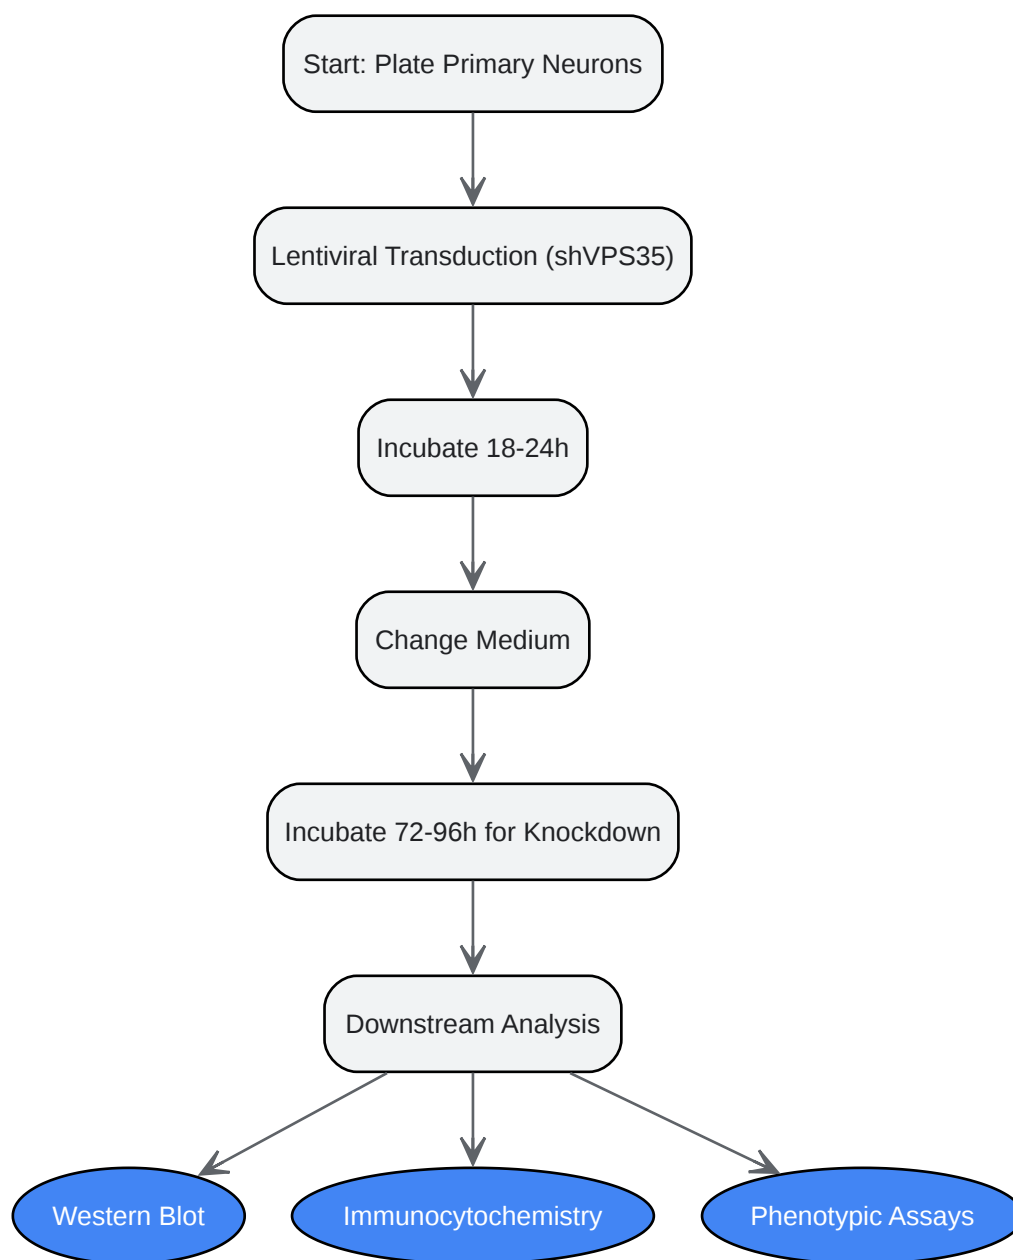 Start: Plate Primary Neurons
Lentiviral Transduction (shVPS35)
Incubate 18-24h
Change Medium
Incubate 72-96h for Knockdown
Downstream Analysis
Western Blot
Immunocytochemistry
Phenotypic Assays